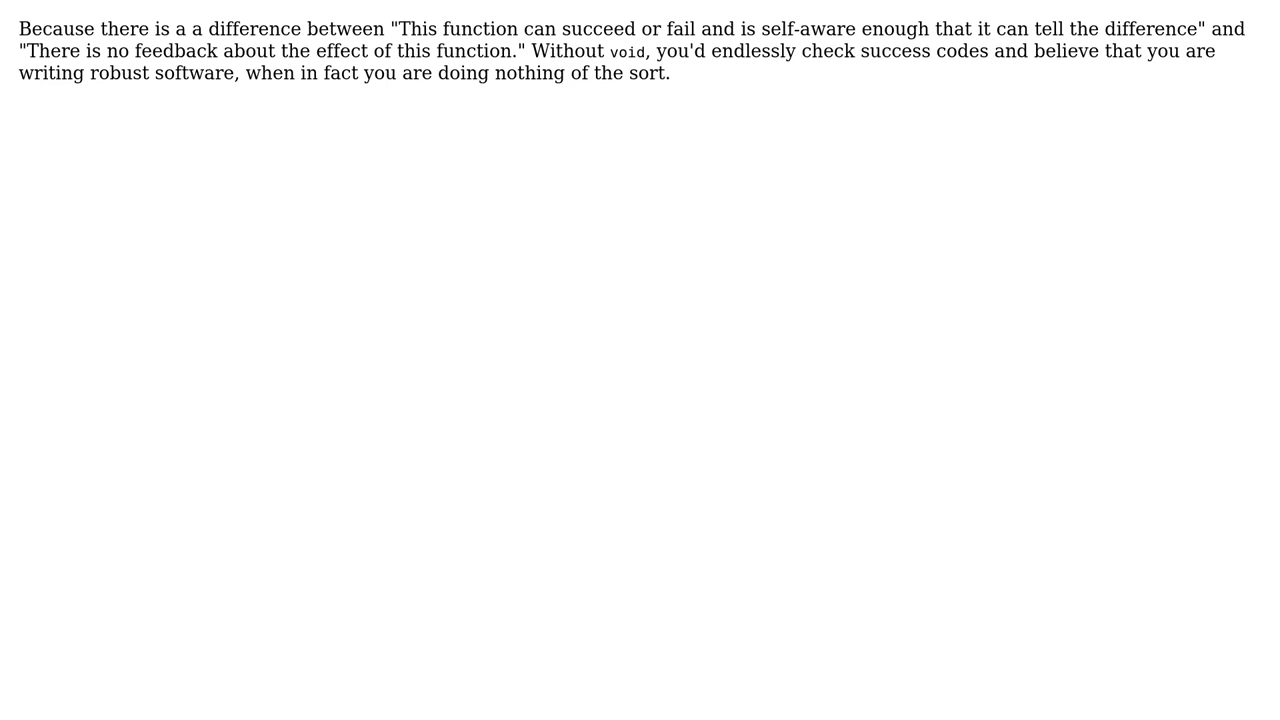 Because there is a a difference between "This function can succeed or fail and is self-aware enough that it can tell the difference" and
"There is no feedback about the effect of this function." Without void, you'd endlessly check success codes and believe that you are
writing robust software, when in fact you are doing nothing of the sort.